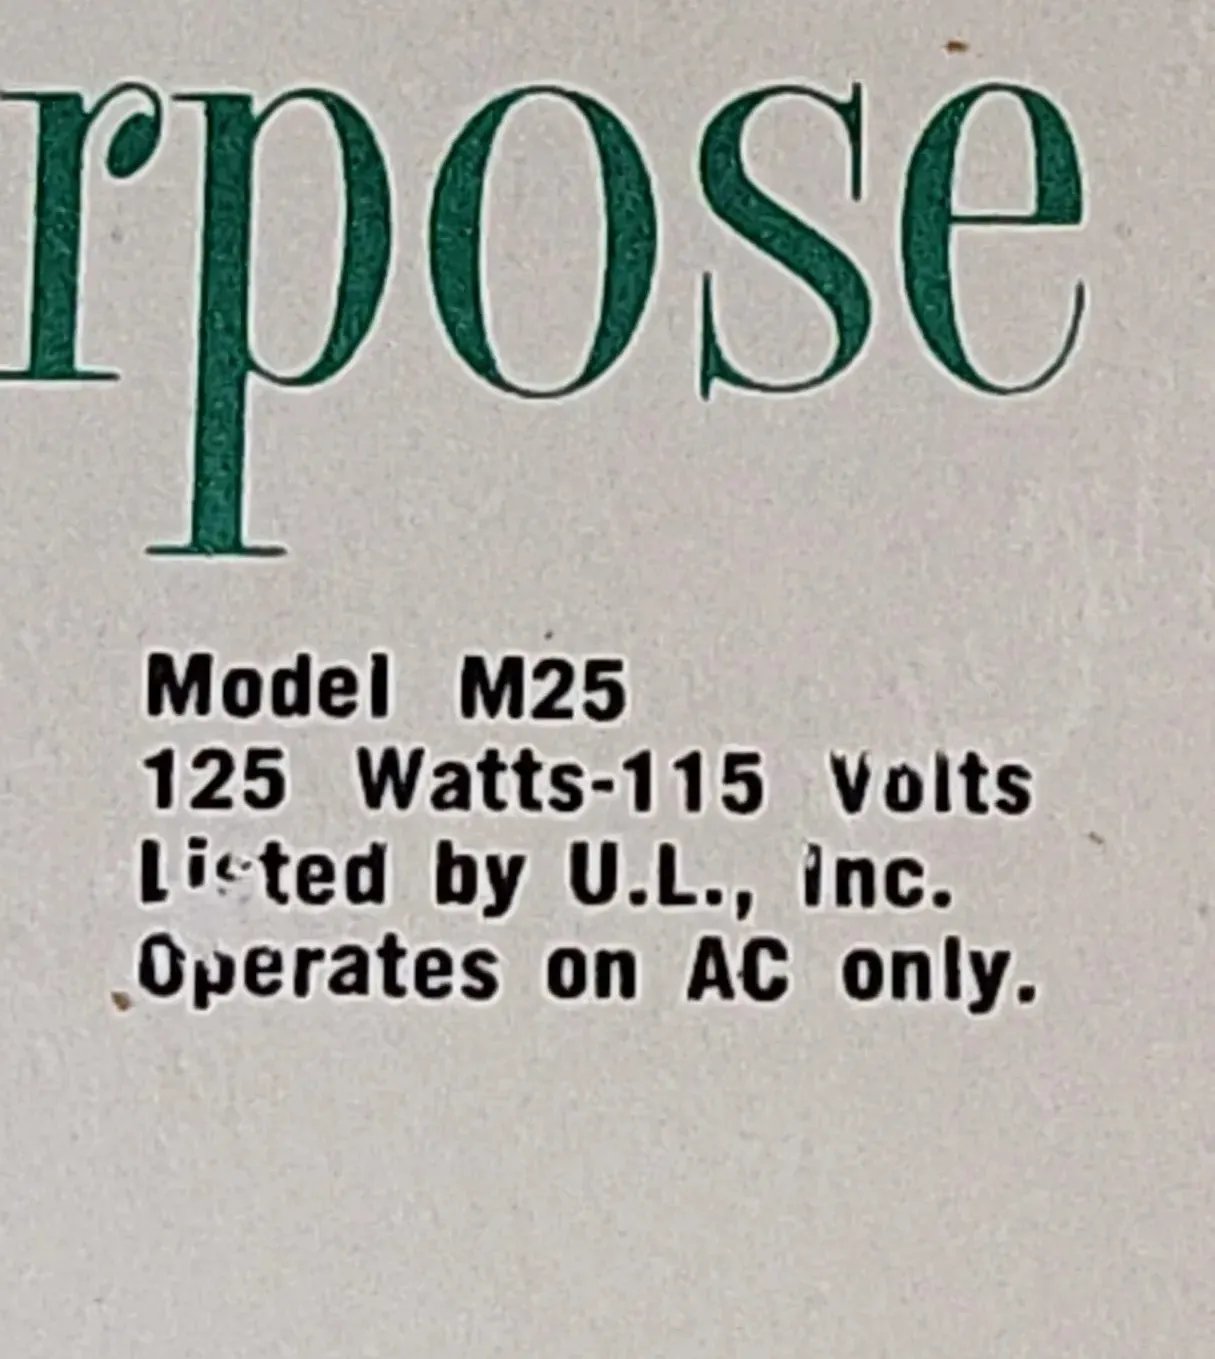 rpose
Model M25
125 Watts-115 Volts
Listed by U.L., Inc.
Operates on AC only.